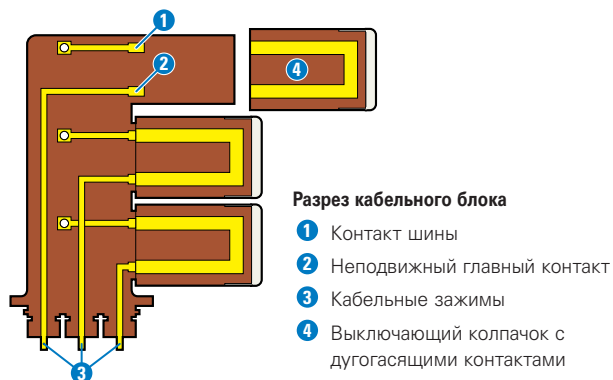 1
2
4
3
Разрез кабельного блока
1 Контакт шины
2 Неподвижный главный контакт
3 Кабельные зажимы
4 Выключающий колпачок с
дугогасящими контактами